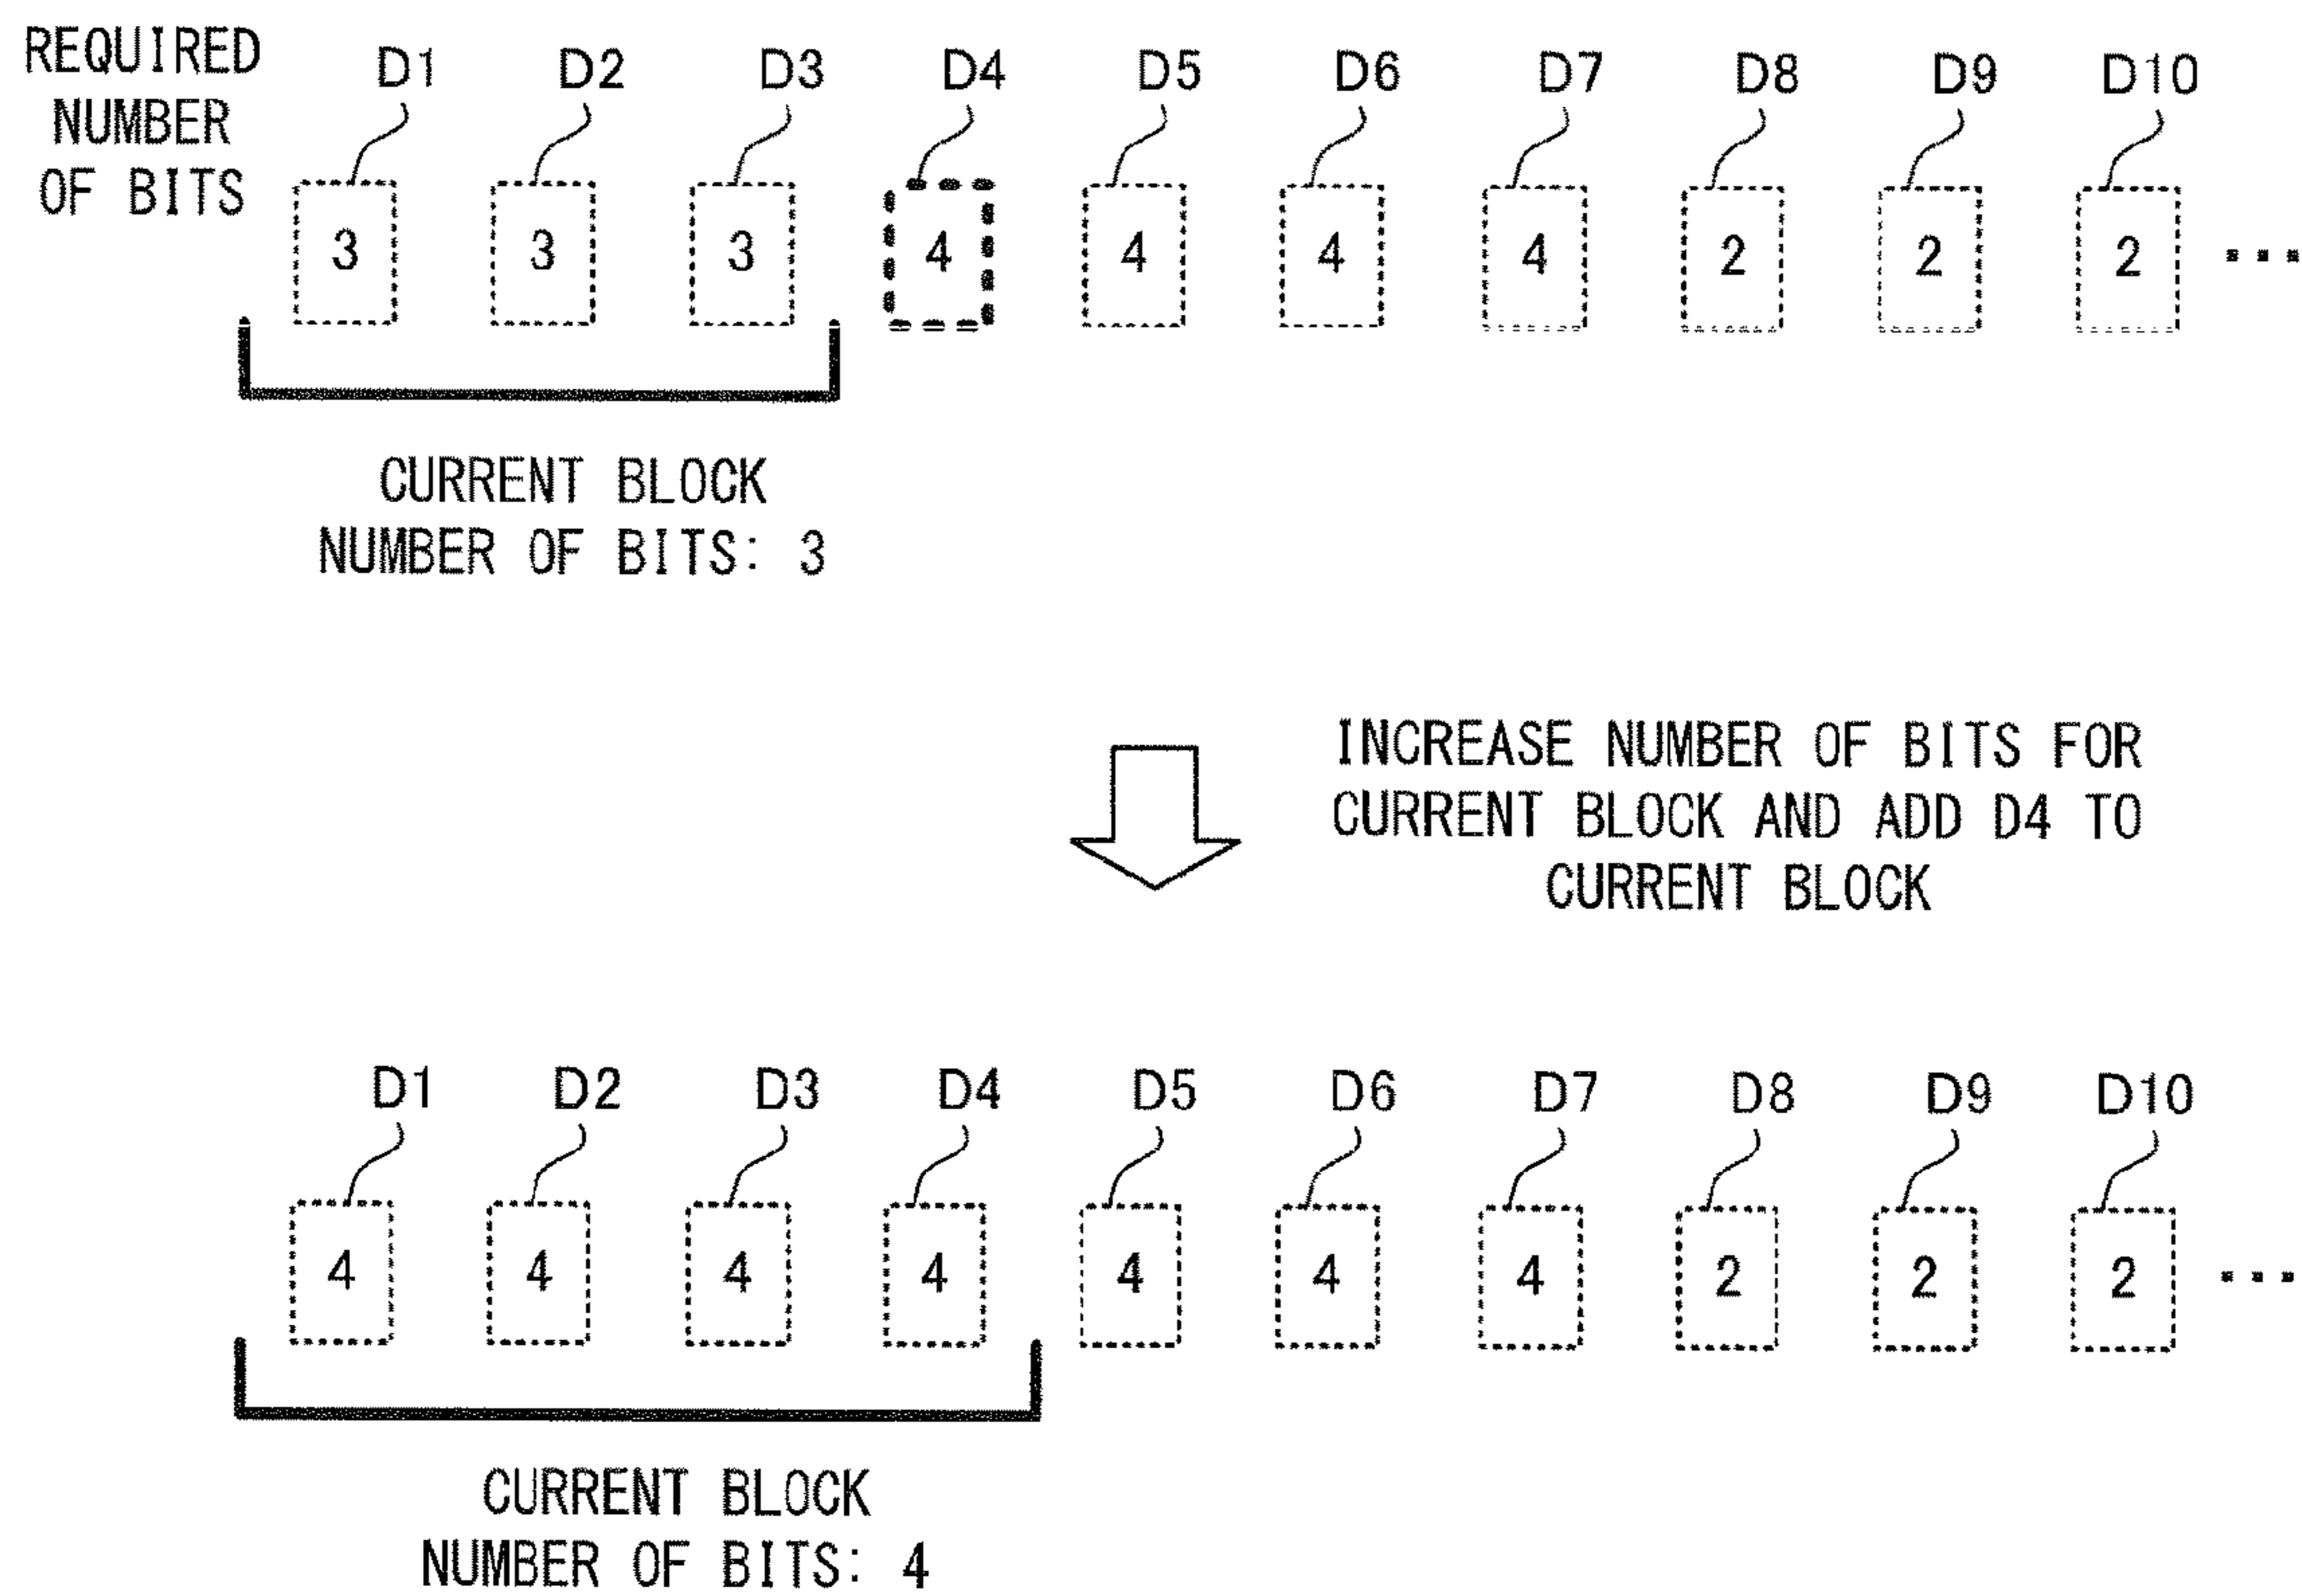 REQUIRED
NUMBER
OF BITS
D1 D2 D3 D4 D5 D6 D7 D8 D9 D10
3 3 3 4 4 4 4 2 2 2 ...
CURRENT BLOCK
NUMBER OF BITS: 3
INCREASE NUMBER OF BITS FOR
CURRENT BLOCK AND ADD D4 TO
CURRENT BLOCK
D1 D2 D3 D4 D5 D6 D7 D8 D9 D10
4 4 4 4 4 4 4 2 2 2 ...
CURRENT BLOCK
NUMBER OF BITS: 4